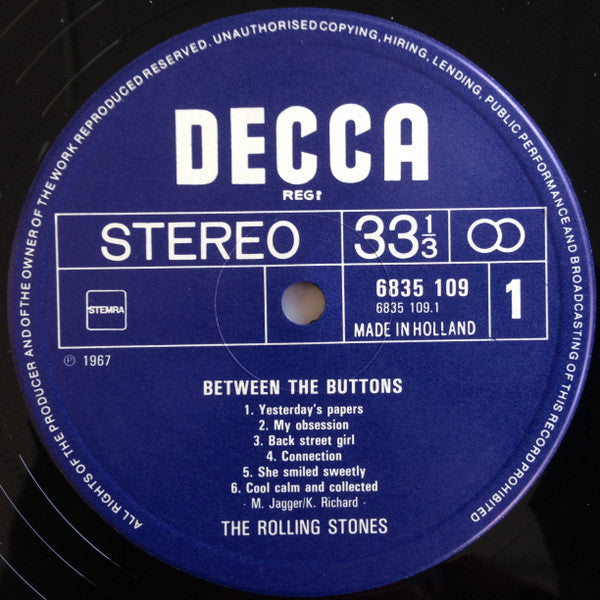 ALL RIGHTS OF THE PRODUCER AND OF THE OWNER OF THE WORK REPRODUCED RESERVED. UNAUTHORISED COPYING, HIRING, LENDING, PUBLIC PERFORMANCE AND BROADCASTING OF THIS RECORD PROHIBITED
DECCA
REGᵈ
STEREO
33 1/3
STEMRA
6835 109
6835 109.1
MADE IN HOLLAND
1
℗ 1967
BETWEEN THE BUTTONS
1. Yesterday's papers
2. My obsession
3. Back street girl
4. Connection
5. She smiled sweetly
6. Cool calm and collected
- M. Jagger/K. Richard -
THE ROLLING STONES